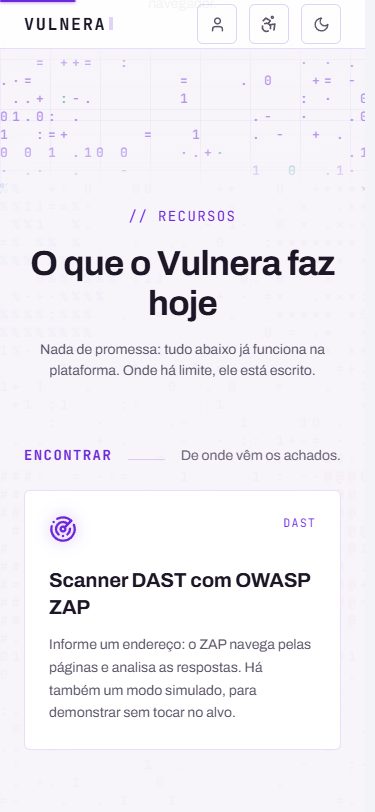 navegador.
VULNERA
// RECURSOS
O que o Vulnera faz
hoje
Nada de promessa: tudo abaixo já funciona na
plataforma. Onde há limite, ele está escrito.
ENCONTRAR
De onde vêm os achados.
DAST
Scanner DAST com OWASP
ZAP
Informe um endereço: o ZAP navega pelas
páginas e analisa as respostas. Há
também um modo simulado, para
demonstrar sem tocar no alvo.